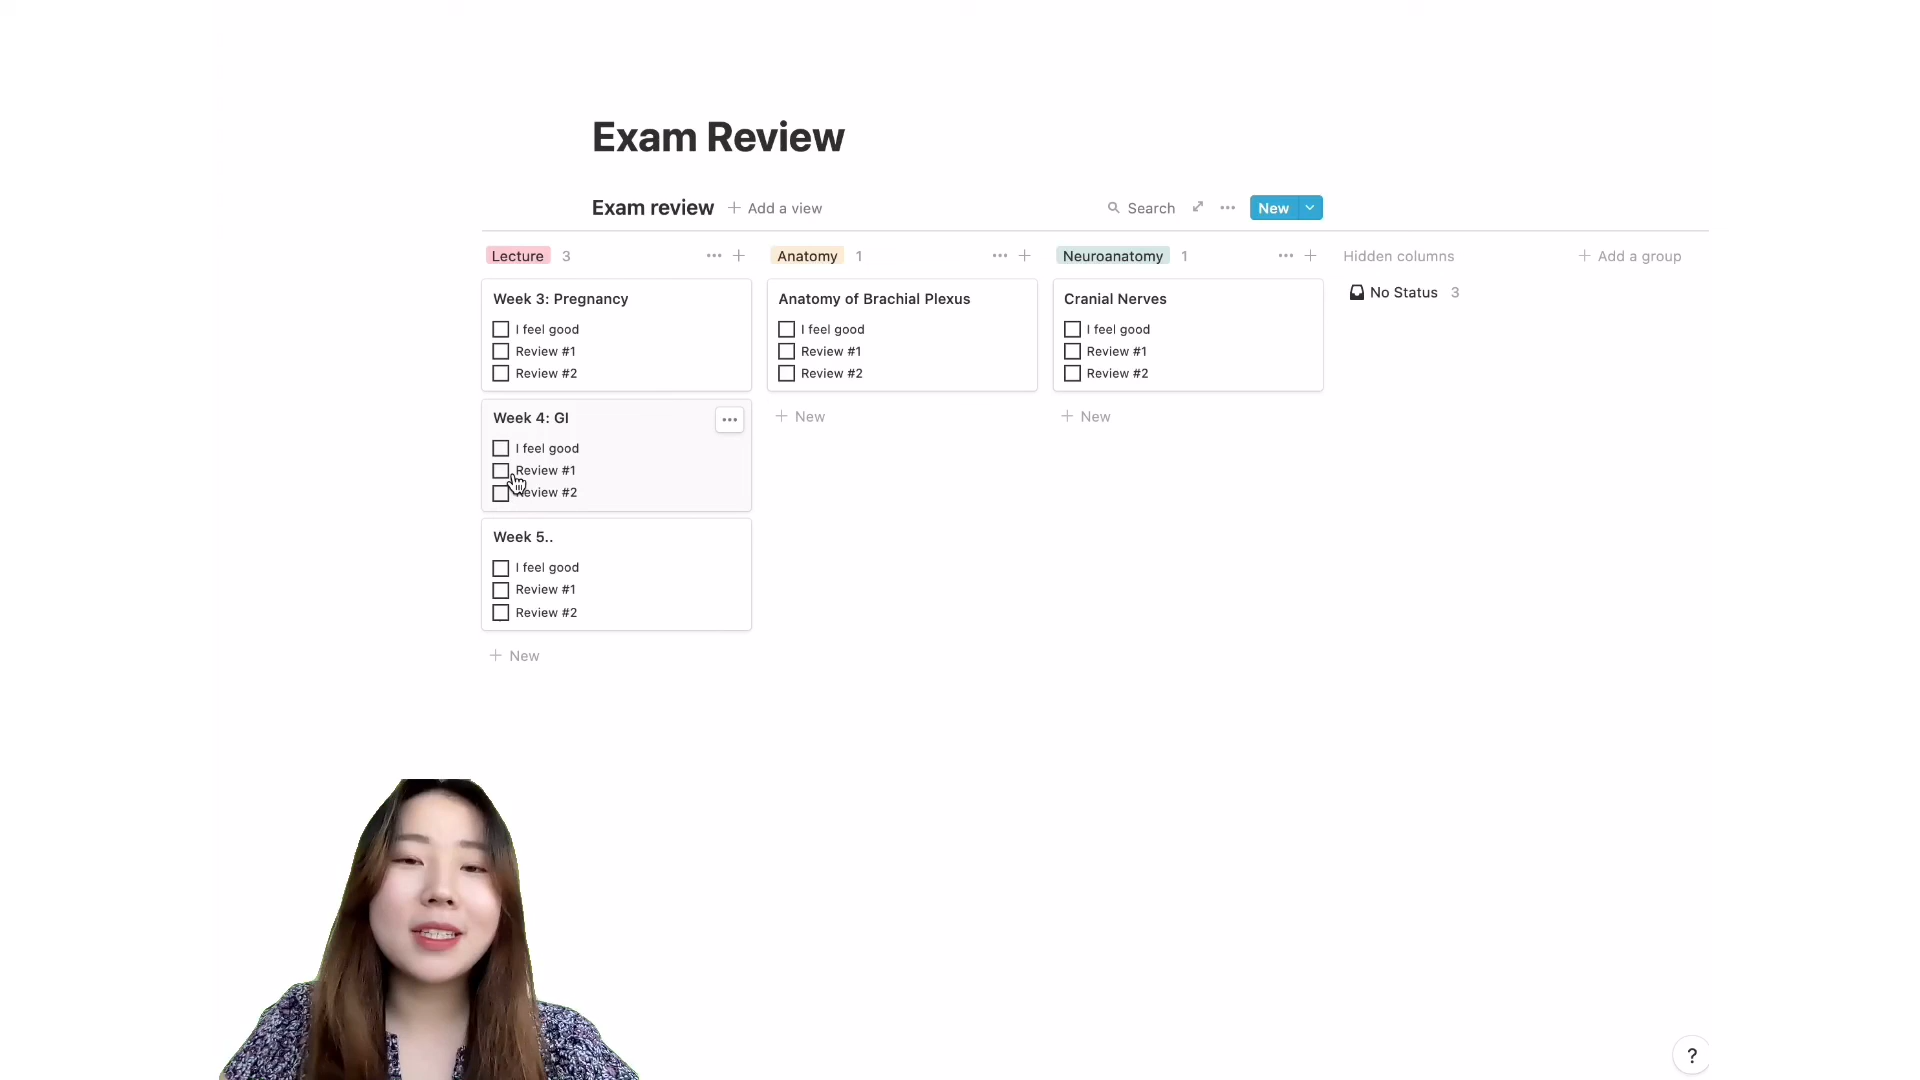 Exam Review
Exam review + Add a view Search ••• New
Lecture 3 ••• +
Week 3: Pregnancy
I feel good
Review #1
Review #2
Week 4: GI •••
I feel good
Review #1
Review #2
Week 5..
I feel good
Review #1
Review #2
+ New
Anatomy 1 ••• +
Anatomy of Brachial Plexus
I feel good
Review #1
Review #2
+ New
Neuroanatomy 1 ••• +
Cranial Nerves
I feel good
Review #1
Review #2
+ New
Hidden columns
No Status 3
+ Add a group
?